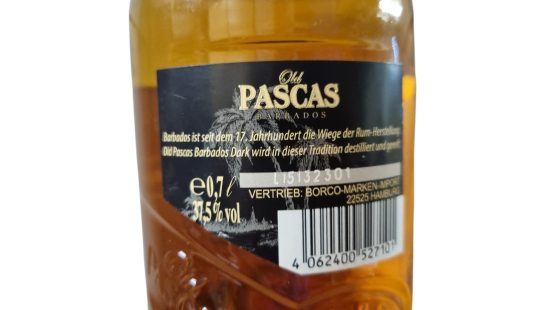 Old
PASCAS
BARBADOS
Barbados ist seit dem 17. Jahrhundert die Wiege der Rum-Herstellung.
Old Pascas Barbados Dark wird in dieser Tradition destilliert und gereift.
L15132301
℮ 0,7 l
37,5 % vol
VERTRIEB: BORCO-MARKEN-IMPORT
22525 HAMBURG
4 062400 527101